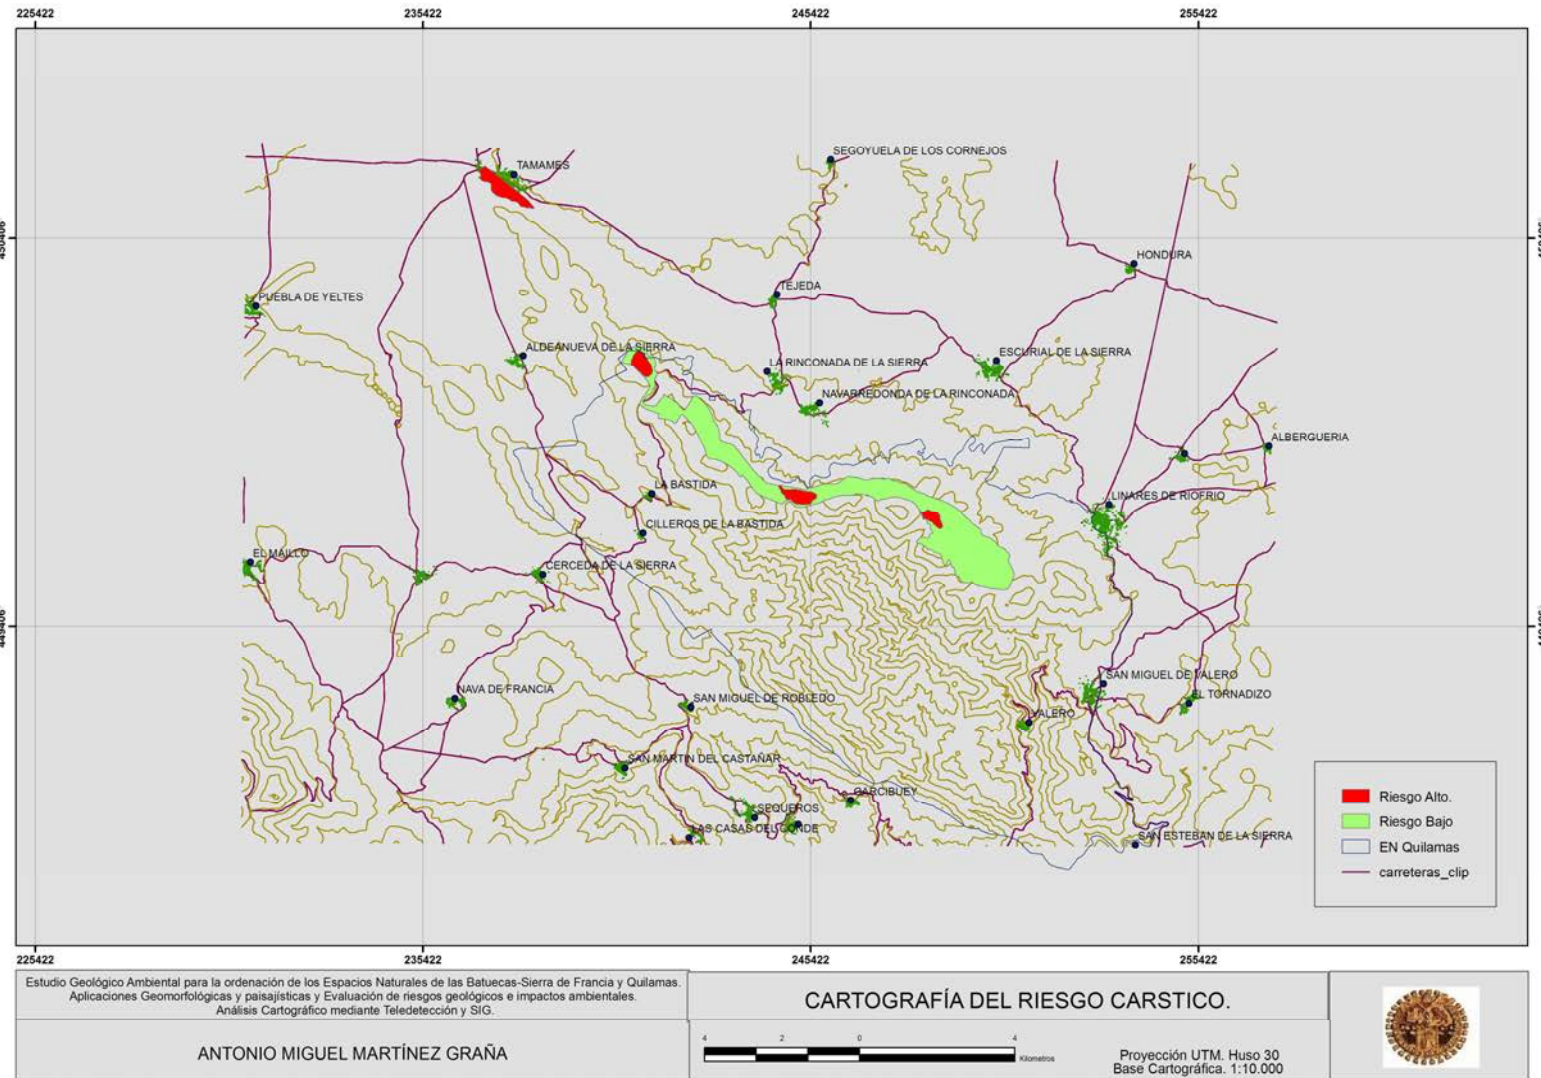 225422 235422 245422 255422
SEGOYUELA DE LOS CORNEJOS
TAMAMES
HONDURA
TEJEDA
PUEBLA DE YELTES
ALDEANUEVA DE LA SIERRA
ESCURIAL DE LA SIERRA
LA RINCONADA DE LA SIERRA
NAVARREDONDA DE LA RINCONADA
ALBERGUERIA
LA BASTIDA
LINARES DE RIOFRIO
CILLEROS DE LA BASTIDA
EL MAILLO
CERCEDA DE LA SIERRA
SAN MIGUEL DE VALERO
NAVA DE FRANCIA
SAN MIGUEL DE ROBLEDO
EL TORNADIZO
VALERO
SAN MARTIN DEL CASTAÑAR
GARCIBUEY
SEQUEROS
LAS CASAS DEL CONDE
SAN ESTEBAN DE LA SIERRA
Riesgo Alto.
Riesgo Bajo
EN Quilamas
carreteras_clip
225422 235422 245422 255422
Estudio Geológico Ambiental para la ordenación de los Espacios Naturales de las Batuecas-Sierra de Francia y Quilamas.
Aplicaciones Geomorfológicas y paisajísticas y Evaluación de riesgos geológicos e impactos ambientales.
Análisis Cartográfico mediante Teledetección y SIG.
ANTONIO MIGUEL MARTÍNEZ GRAÑA
CARTOGRAFÍA DEL RIESGO CARSTICO.
4 2 0 4
Kilometros
Proyección UTM. Huso 30
Base Cartográfica. 1:10.000